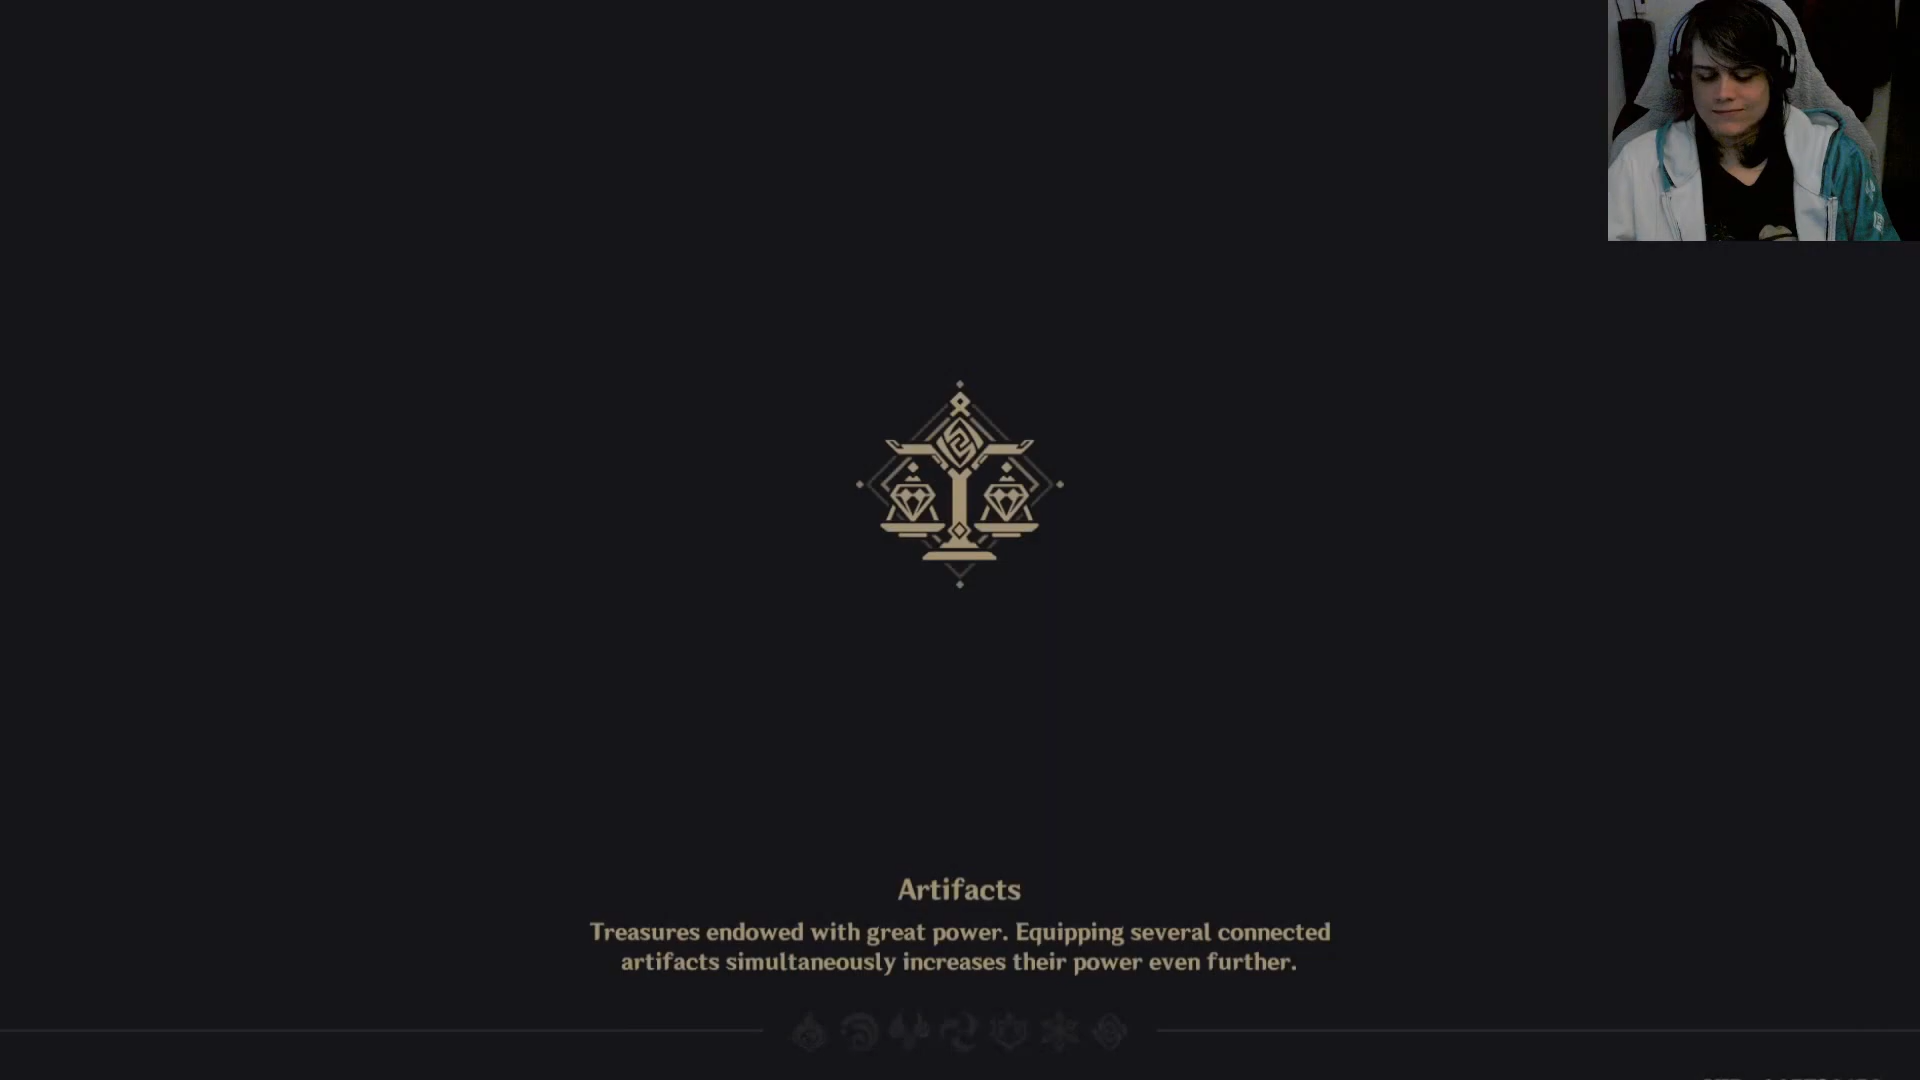 Artifacts
Treasures endowed with great power. Equipping several connected
artifacts simultaneously increases their power even further.